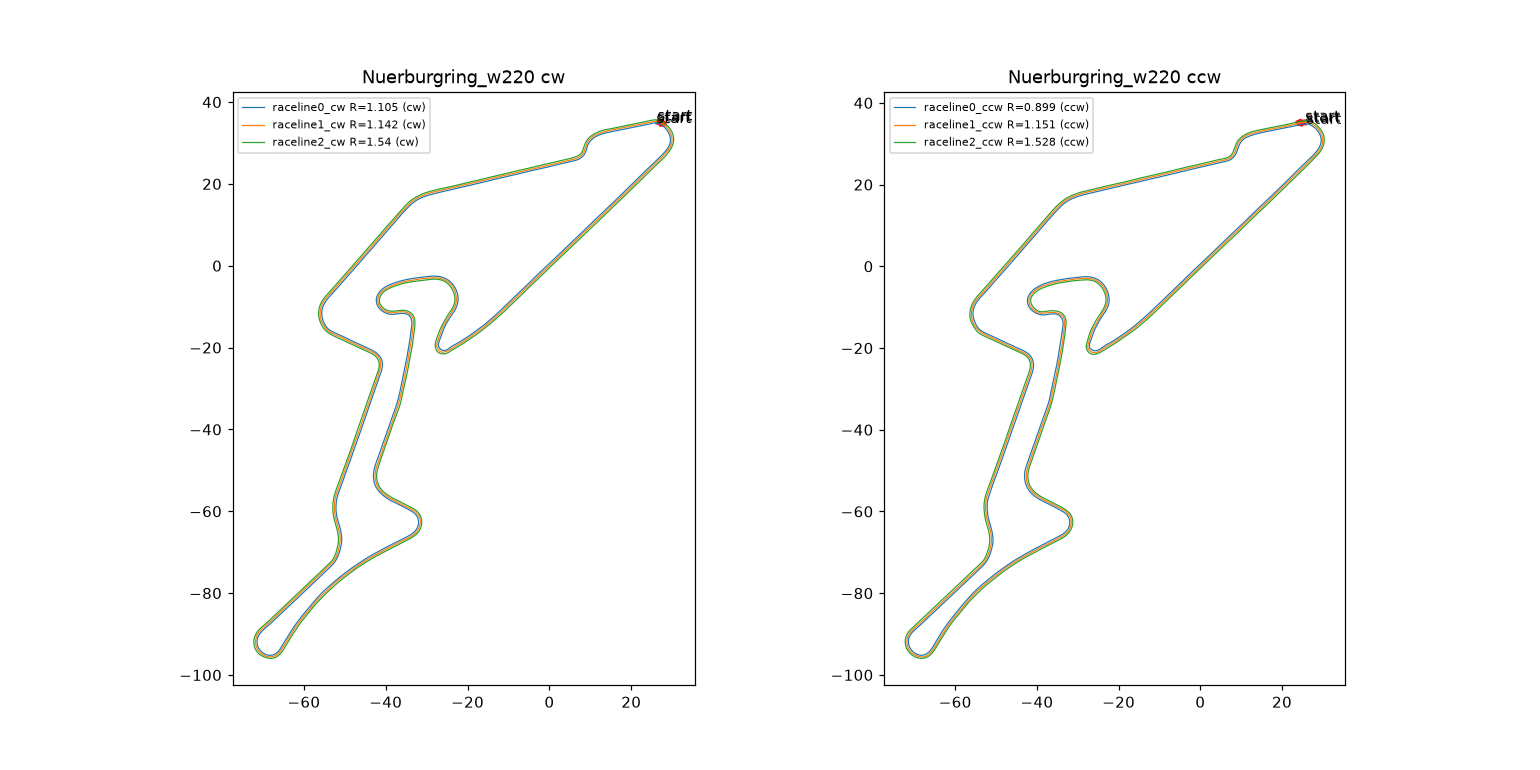 Nuerburgring_w220 cw
raceline0_cw R=1.105 (cw)
raceline1_cw R=1.142 (cw)
raceline2_cw R=1.54 (cw)
start
start
40
20
0
−20
−40
−60
−80
−100
−60
−40
−20
0
20
Nuerburgring_w220 ccw
raceline0_ccw R=0.899 (ccw)
raceline1_ccw R=1.151 (ccw)
raceline2_ccw R=1.528 (ccw)
start
start
40
20
0
−20
−40
−60
−80
−100
−60
−40
−20
0
20